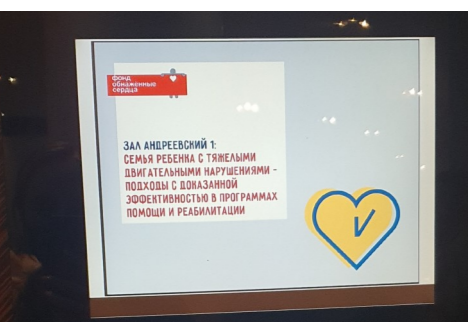 фонд
обнаженные
сердца
ЗАЛ АНДРЕЕВСКИЙ 1:
СЕМЬЯ РЕБЕНКА С ТЯЖЕЛЫМИ
ДВИГАТЕЛЬНЫМИ НАРУШЕНИЯМИ -
ПОДХОДЫ С ДОКАЗАННОЙ
ЭФФЕКТИВНОСТЬЮ В ПРОГРАММАХ
ПОМОЩИ И РЕАБИЛИТАЦИИ
V